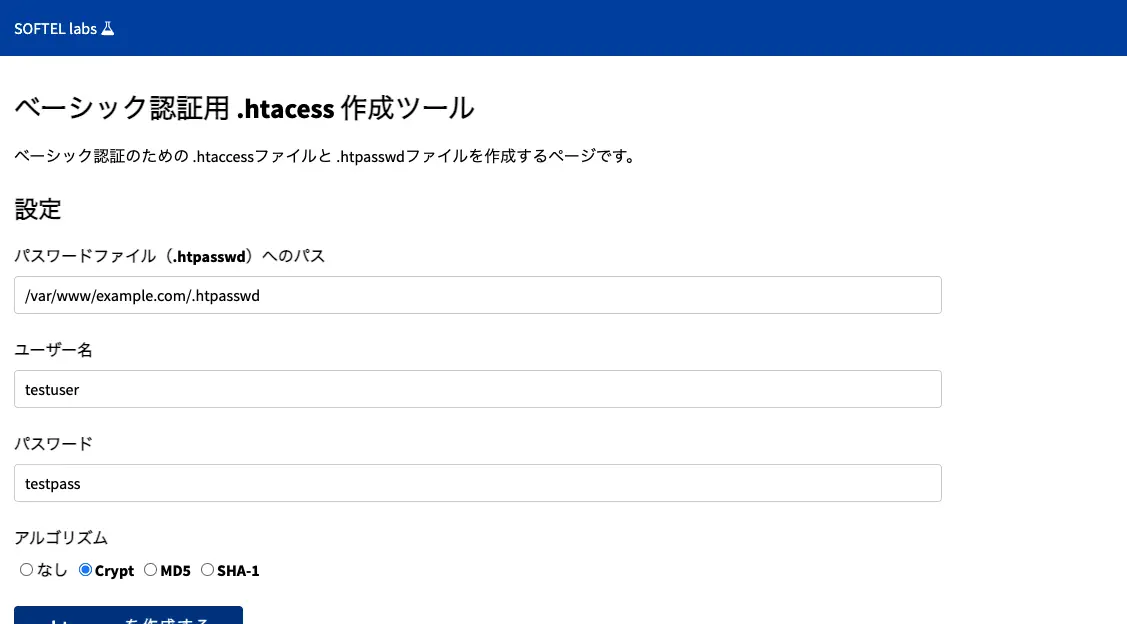 SOFTEL labs
ベーシック認証用 .htacess 作成ツール
ベーシック認証のための .htaccessファイルと .htpasswdファイルを作成するページです。
設定
パスワードファイル（.htpasswd）へのパス
/var/www/example.com/.htpasswd
ユーザー名
testuser
パスワード
testpass
アルゴリズム
なし Crypt MD5 SHA-1
を作成する